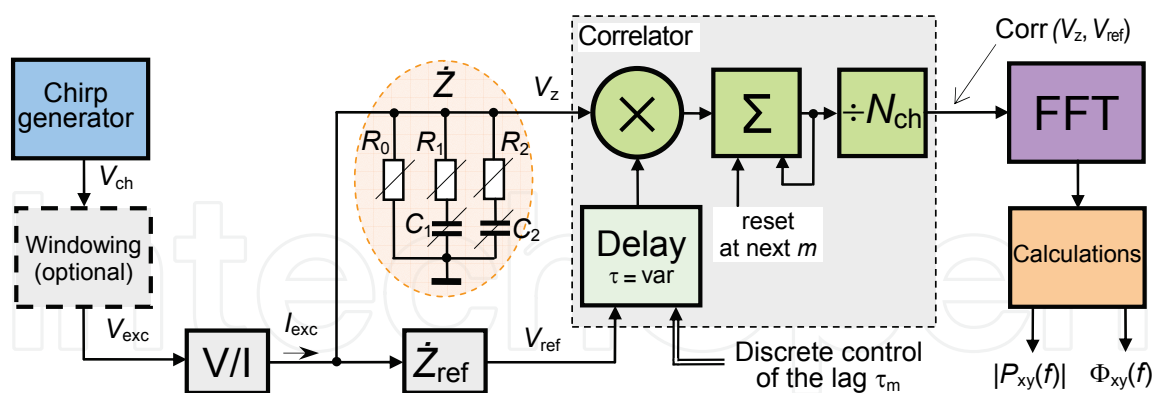 Chirp
generator
V_ch
Windowing
(optional)
V_exc
V/I
I_exc
Ż_ref
V_ref
Ż
R_0
R_1
R_2
C_1
C_2
V_z
Correlator
×
Σ
÷N_ch
reset
at next m
Delay
τ = var
Discrete control
of the lag τ_m
Corr (V_z, V_ref)
FFT
Calculations
|P_xy(f)|
Φ_xy(f)
IntechOpen